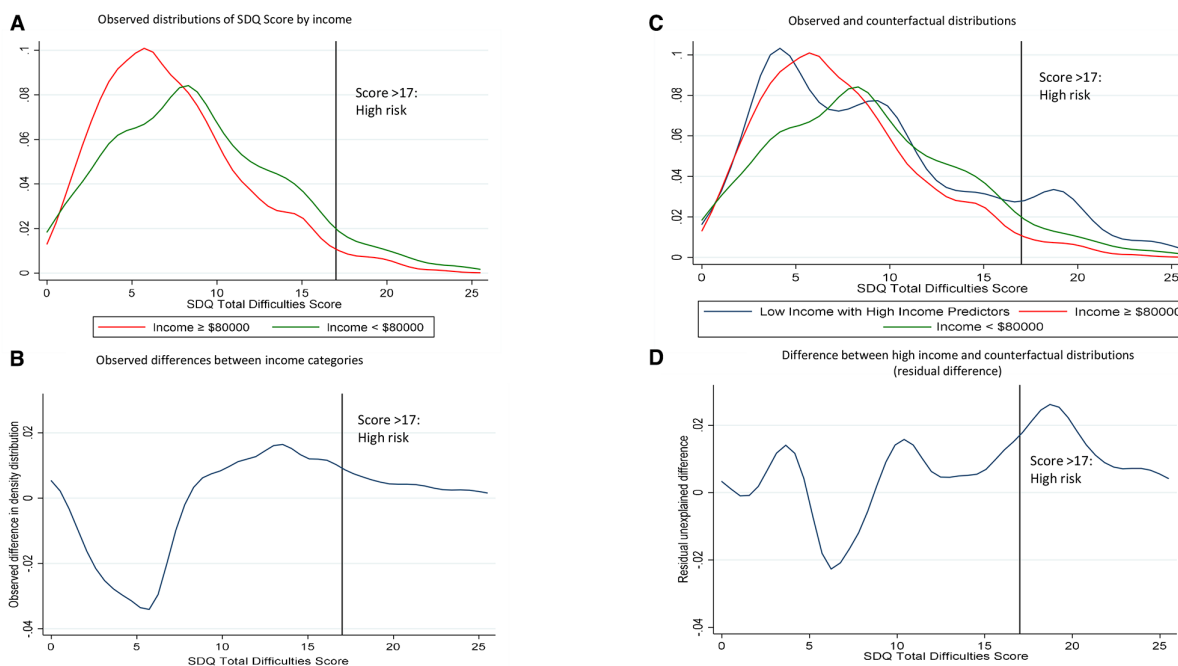 A
Observed distributions of SDQ Score by income
.1
.08
.06
.04
.02
0
Score >17:
High risk
0 5 10 15 20 25
SDQ Total Difficulties Score
Income ≥ $80000 Income < $80000
B
Observed differences between income categories
Observed difference in density distribution
.02
0
-.02
-.04
Score >17:
High risk
0 5 10 15 20 25
SDQ Total Difficulties Score
C
Observed and counterfactual distributions
.1
.08
.06
.04
.02
0
Score >17:
High risk
0 5 10 15 20 25
SDQ Total Difficulties Score
Low Income with High Income Predictors Income ≥ $80000
Income < $80000
D
Difference between high income and counterfactual distributions
(residual difference)
Residual unexplained difference
.02
0
-.02
-.04
Score >17:
High risk
0 5 10 15 20 25
SDQ Total Difficulties Score